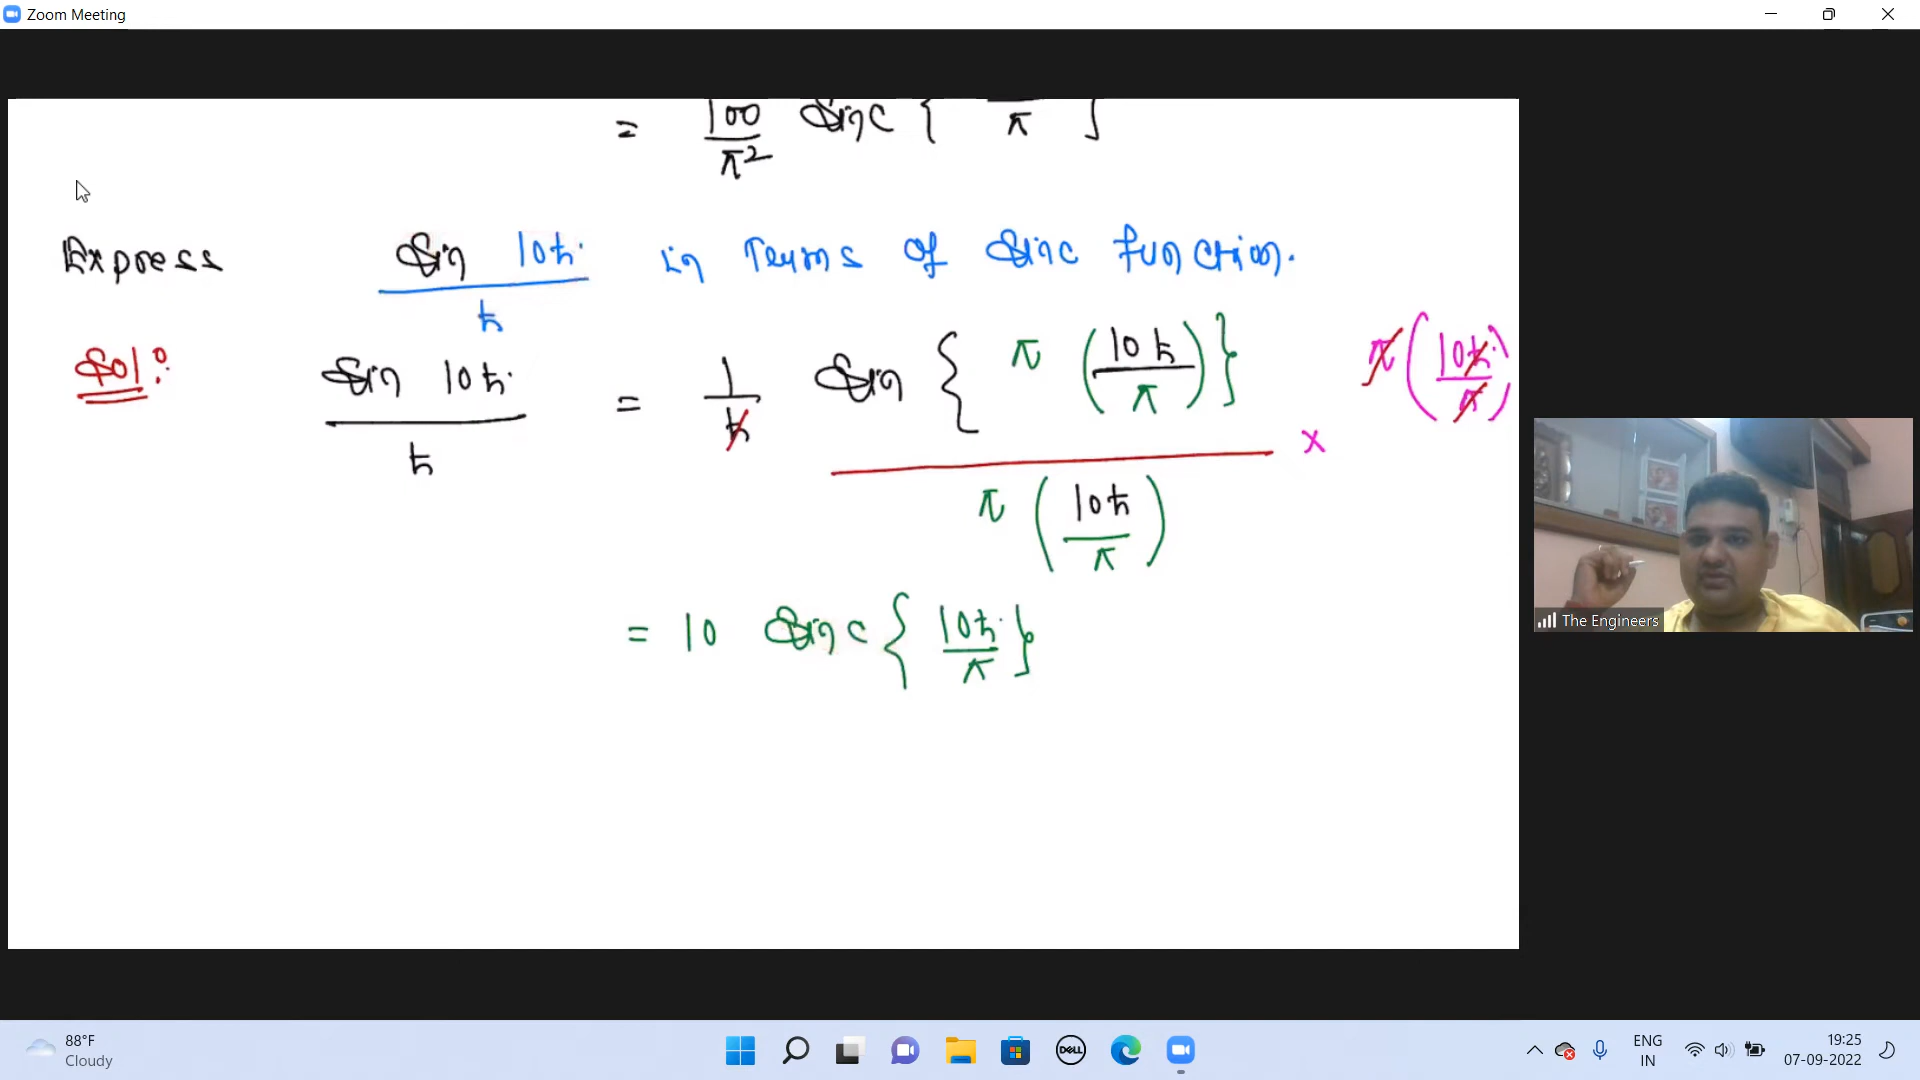 Zoom Meeting
= 100/π² Sinc { /π }
Express Sin 10t / t in Terms of Sinc function.
Sol:
Sin 10t / t = 1/t Sin { π (10t/π) } / π (10t/π) × π (10t/π)
= 10 Sinc { 10t/π }
The Engineers
88°F
Cloudy
DELL
ENG
IN
19:25
07-09-2022